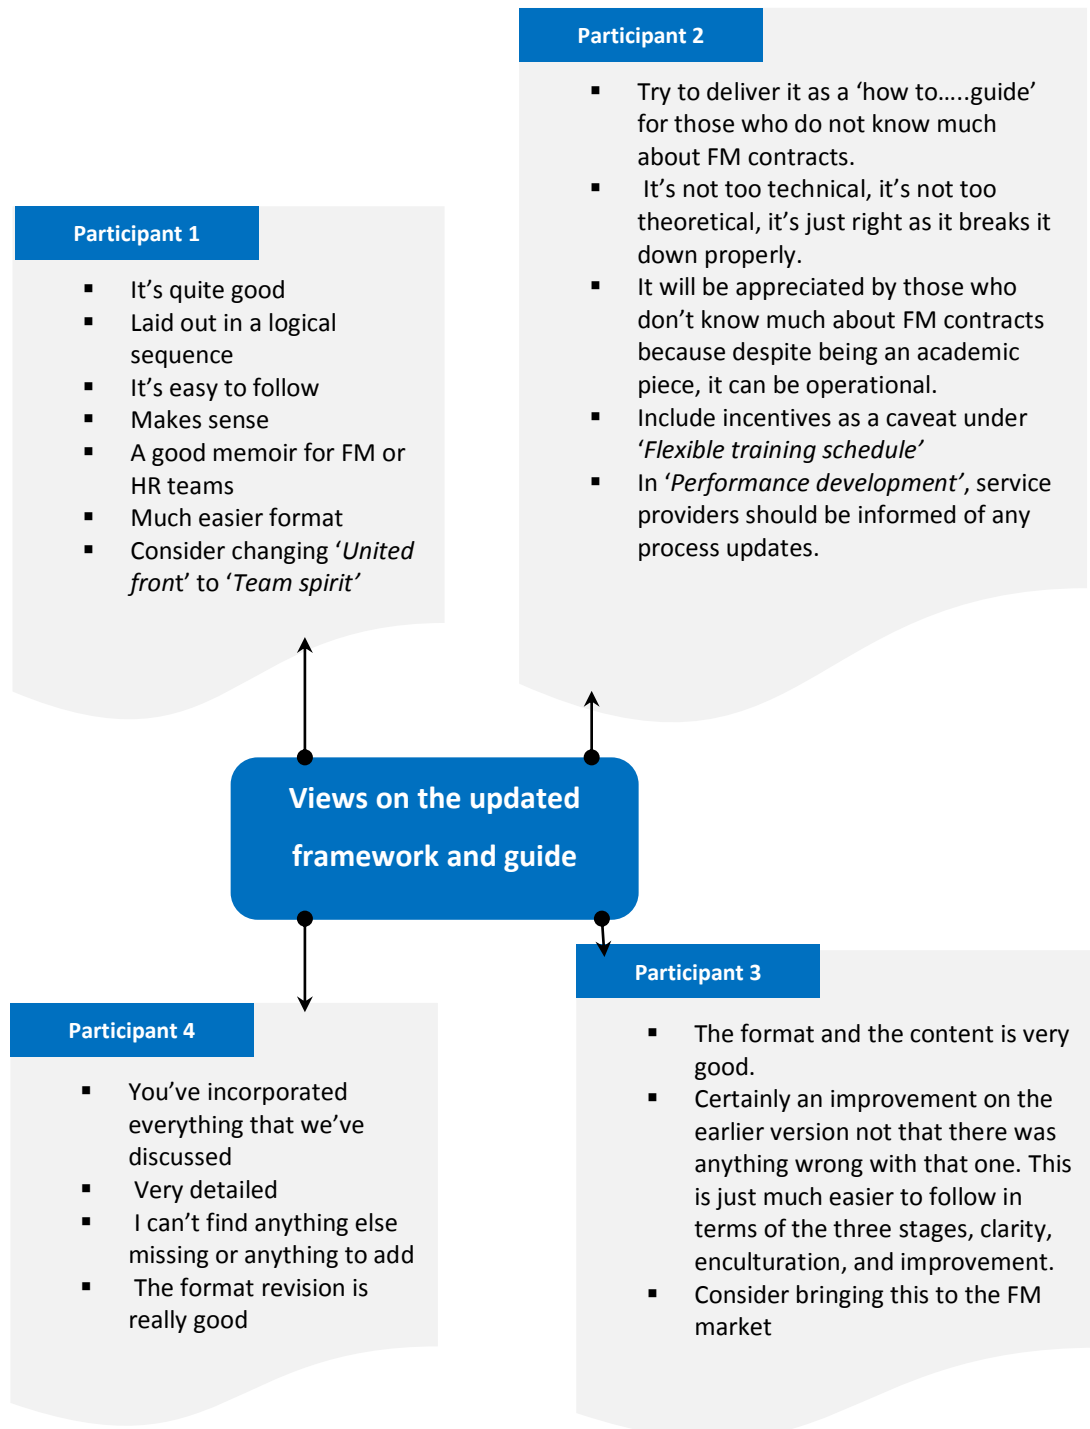 Participant 2
▪ Try to deliver it as a ‘how to…..guide’
for those who do not know much
about FM contracts.
▪ It’s not too technical, it’s not too
theoretical, it’s just right as it breaks it
down properly.
▪ It will be appreciated by those who
don’t know much about FM contracts
because despite being an academic
piece, it can be operational.
▪ Include incentives as a caveat under
‘Flexible training schedule’
▪ In ‘Performance development’, service
providers should be informed of any
process updates.
Participant 1
▪ It’s quite good
▪ Laid out in a logical
sequence
▪ It’s easy to follow
▪ Makes sense
▪ A good memoir for FM or
HR teams
▪ Much easier format
▪ Consider changing ‘United
front’ to ‘Team spirit’
Views on the updated
framework and guide
Participant 3
▪ The format and the content is very
good.
▪ Certainly an improvement on the
earlier version not that there was
anything wrong with that one. This
is just much easier to follow in
terms of the three stages, clarity,
enculturation, and improvement.
▪ Consider bringing this to the FM
market
Participant 4
▪ You’ve incorporated
everything that we’ve
discussed
▪ Very detailed
▪ I can’t find anything else
missing or anything to add
▪ The format revision is
really good